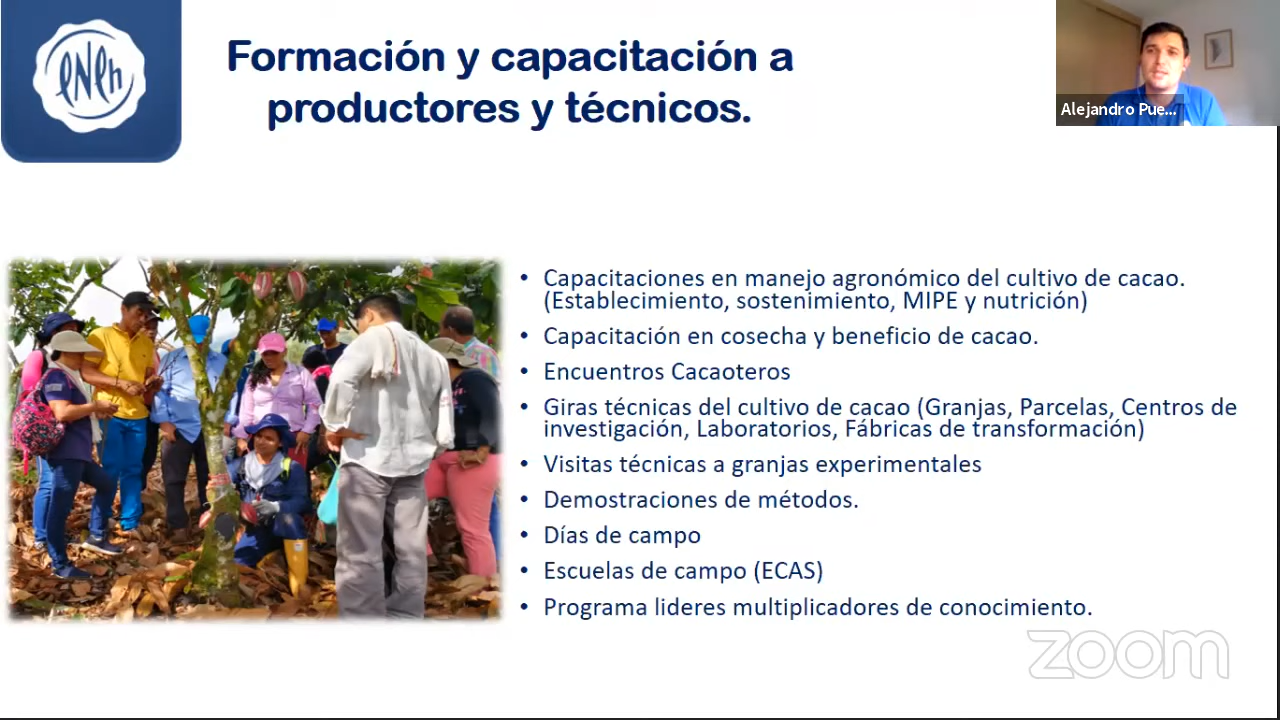 Formación y capacitación a
productores y técnicos.
Alejandro Pue...
• Capacitaciones en manejo agronómico del cultivo de cacao.
(Establecimiento, sostenimiento, MIPE y nutrición)
• Capacitación en cosecha y beneficio de cacao.
• Encuentros Cacaoteros
• Giras técnicas del cultivo de cacao (Granjas, Parcelas, Centros de
investigación, Laboratorios, Fábricas de transformación)
• Visitas técnicas a granjas experimentales
• Demostraciones de métodos.
• Días de campo
• Escuelas de campo (ECAS)
• Programa lideres multiplicadores de conocimiento.
zoom